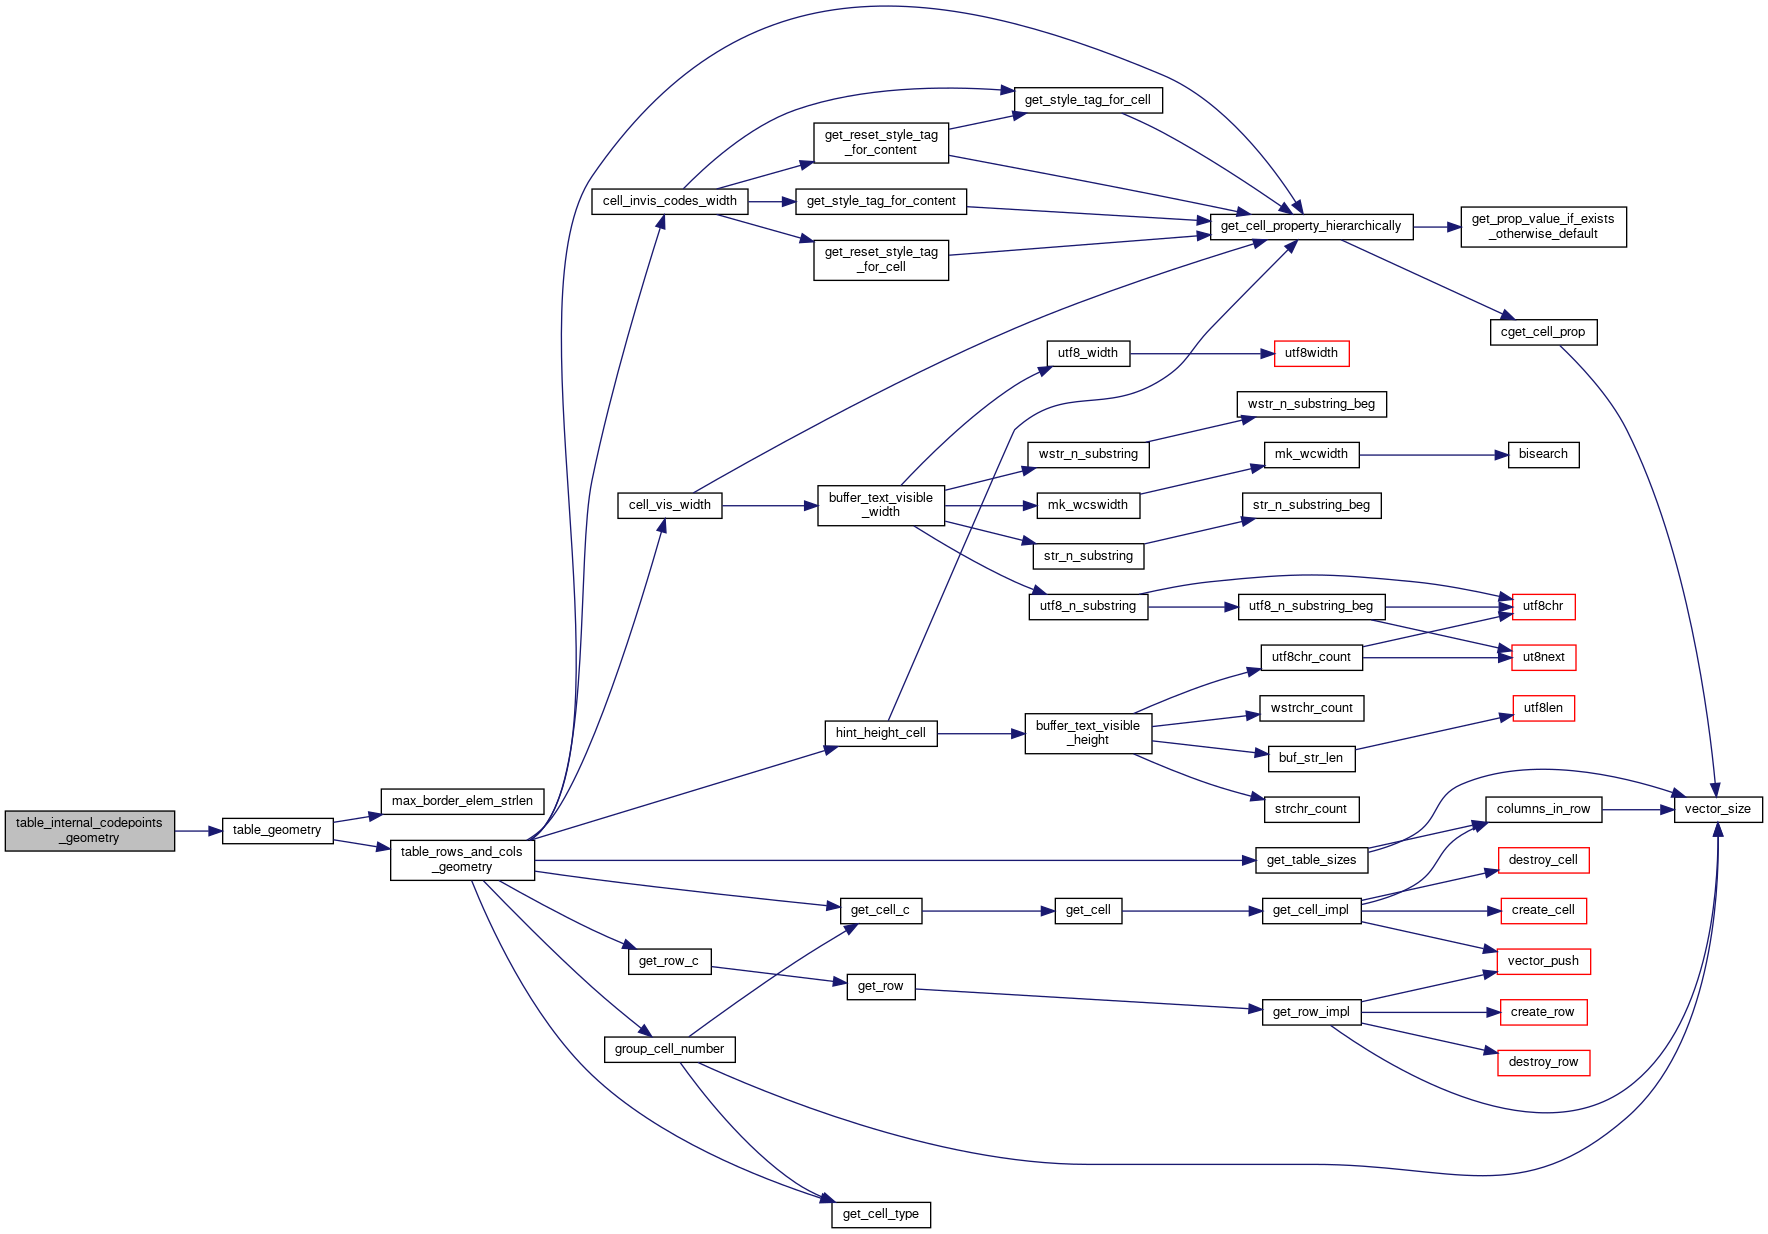 get_style_tag_for_cell
get_reset_style_tag
_for_content
cell_invis_codes_width
get_style_tag_for_content
get_cell_property_hierarchically
get_prop_value_if_exists
_otherwise_default
get_reset_style_tag
_for_cell
cget_cell_prop
utf8_width
utf8width
wstr_n_substring_beg
wstr_n_substring
mk_wcwidth
bisearch
cell_vis_width
buffer_text_visible
_width
mk_wcswidth
str_n_substring_beg
str_n_substring
utf8_n_substring
utf8_n_substring_beg
utf8chr
utf8chr_count
ut8next
wstrchr_count
utf8len
hint_height_cell
buffer_text_visible
_height
buf_str_len
max_border_elem_strlen
strchr_count
columns_in_row
vector_size
table_internal_codepoints
_geometry
table_geometry
table_rows_and_cols
_geometry
get_table_sizes
destroy_cell
get_cell_c
get_cell
get_cell_impl
create_cell
get_row_c
vector_push
get_row
get_row_impl
create_row
group_cell_number
destroy_row
get_cell_type